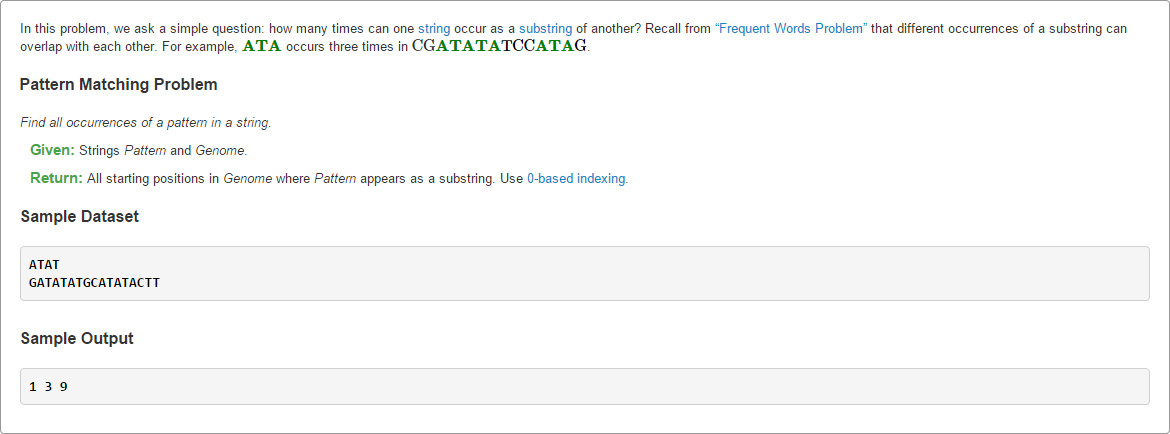 In this problem, we ask a simple question: how many times can one string occur as a substring of another? Recall from “Frequent Words Problem” that different occurrences of a substring can
overlap with each other. For example, ATA occurs three times in CGATATATCCATAG.
Pattern Matching Problem
Find all occurrences of a pattern in a string.
Given: Strings Pattern and Genome.
Return: All starting positions in Genome where Pattern appears as a substring. Use 0-based indexing.
Sample Dataset
ATAT
GATATATGCATATACTT
Sample Output
1 3 9